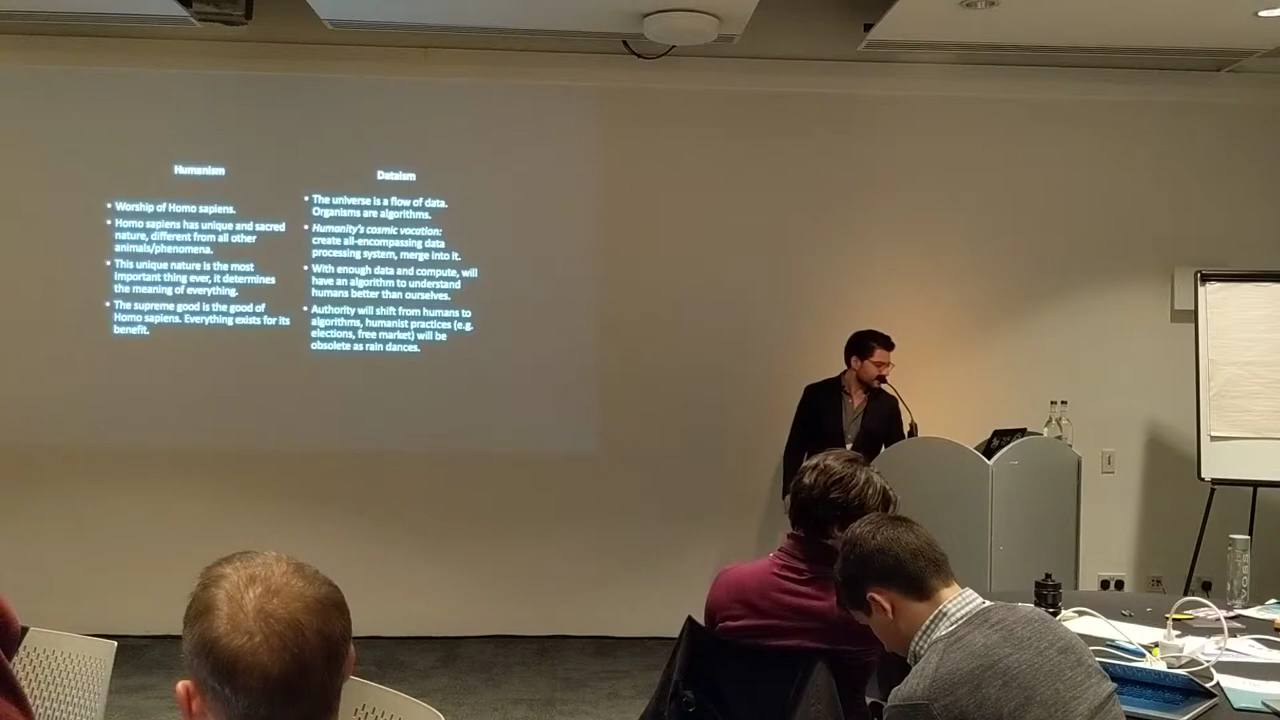 Humanism
• Worship of Homo sapiens.
• Homo sapiens has unique and sacred
nature, different from all other
animals/phenomena.
• This unique nature is the most
important thing ever, it determines
the meaning of everything.
• The supreme good is the good of
Homo sapiens. Everything exists for its
benefit.
Dataism
• The universe is a flow of data.
Organisms are algorithms.
• Humanity's cosmic vocation:
create all-encompassing data
processing system, merge into it.
• With enough data and compute, will
have an algorithm to understand
humans better than ourselves.
• Authority will shift from humans to
algorithms, humanist practices (e.g.
elections, free market) will be
obsolete as rain dances.
VOSS